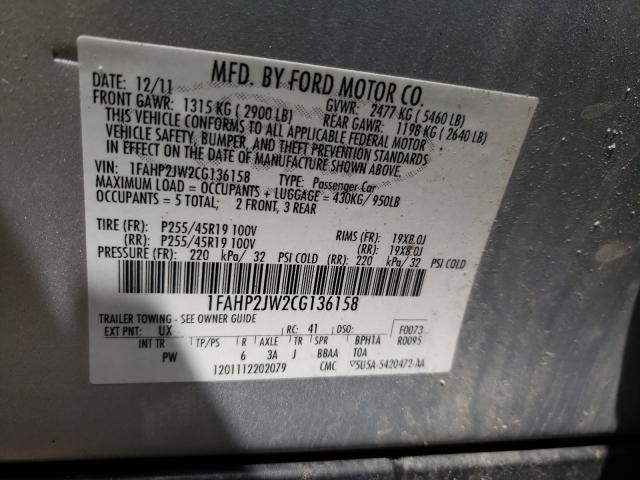 MFD. BY FORD MOTOR CO.
DATE: 12/11
GVWR: 2477 KG ( 5460 LB)
FRONT GAWR: 1315 KG ( 2900 LB)
REAR GAWR: 1198 KG ( 2640 LB)
THIS VEHICLE CONFORMS TO ALL APPLICABLE FEDERAL MOTOR
VEHICLE SAFETY, BUMPER, AND THEFT PREVENTION STANDARDS
IN EFFECT ON THE DATE OF MANUFACTURE SHOWN ABOVE.
VIN: 1FAHP2JW2CG136158 TYPE: Passenger Car
MAXIMUM LOAD = OCCUPANTS + LUGGAGE = 430KG/ 950LB
OCCUPANTS = 5 TOTAL; 2 FRONT, 3 REAR
TIRE (FR): P255/45R19 100V RIMS (FR): 19X8.0J
(RR): P255/45R19 100V (RR): 19X8.0J
PRESSURE (FR): 220 kPa/ 32 PSI COLD (RR): 220 kPa/ 32 PSI COLD
1FAHP2JW2CG136158
TRAILER TOWING - SEE OWNER GUIDE
EXT PNT: UX RC: 41 DSO: F0073
INT TR TP/PS R AXLE TR SPR BPH1A R0095
PW 6 3A J BBAA TOA
1201112202079 CMC 5U5A-5420472-AA